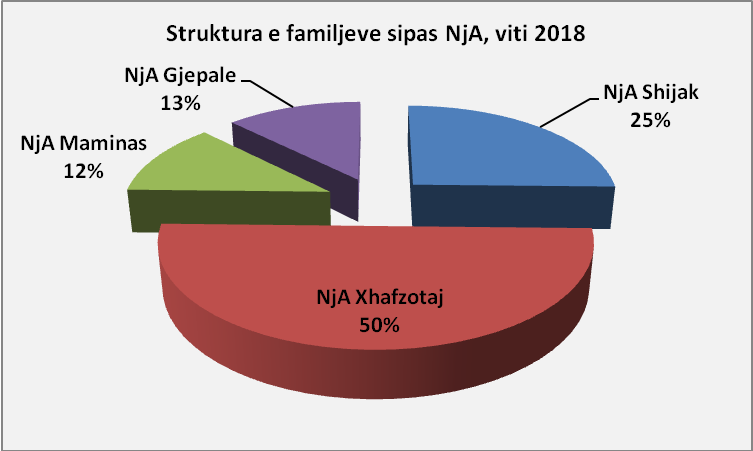 Struktura e familjeve sipas NjA, viti 2018
NjA Gjepale
13%
NjA Shijak
25%
NjA Maminas
12%
NjA Xhafzotaj
50%